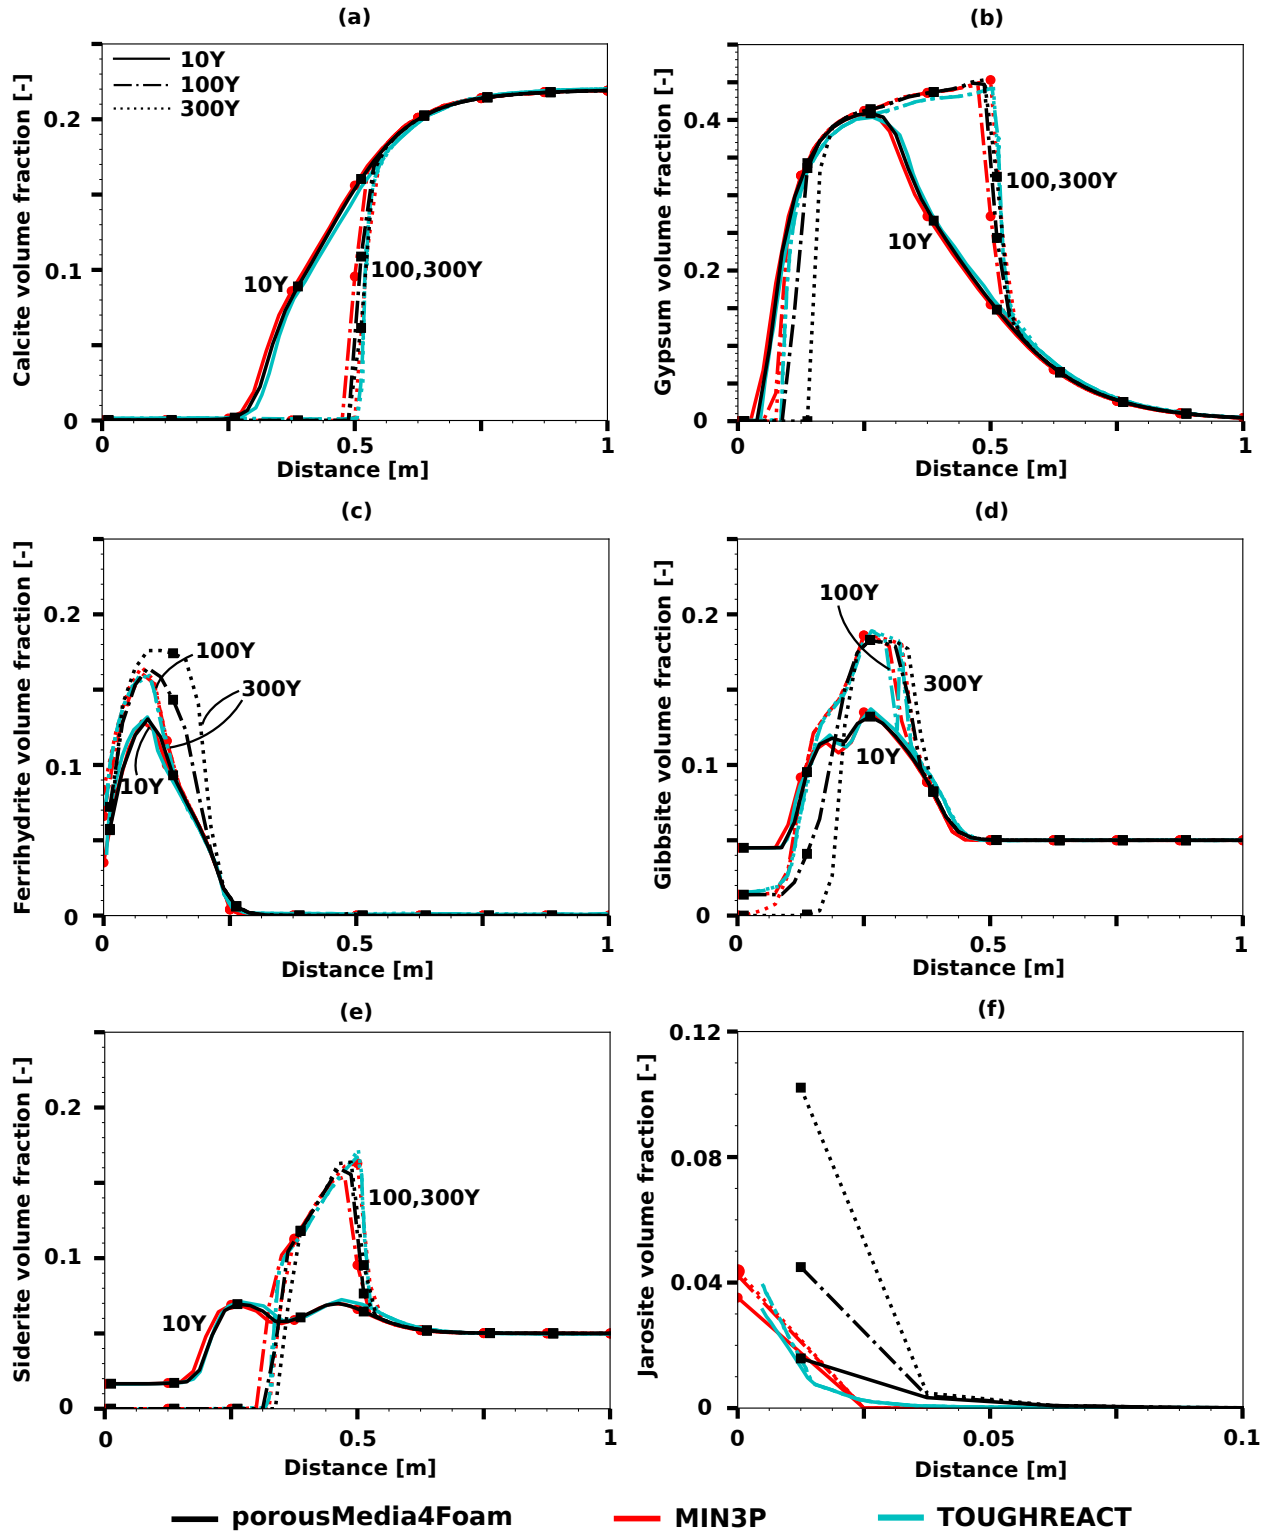 (a)
Calcite volume fraction [-]
10Y
100Y
300Y
0.2
0.1
0
10Y
100,300Y
0
0.5
1
Distance [m]
(b)
Gypsum volume fraction [-]
0.4
0.2
0
100,300Y
10Y
0
0.5
1
Distance [m]
(c)
Ferrihydrite volume fraction [-]
0.2
0.1
0
100Y
300Y
10Y
0
0.5
1
Distance [m]
(d)
Gibbsite volume fraction [-]
0.2
0.1
0
100Y
300Y
10Y
0
0.5
1
Distance [m]
(e)
Siderite volume fraction [-]
0.2
0.1
0
100,300Y
10Y
0
0.5
1
Distance [m]
(f)
Jarosite volume fraction [-]
0.12
0.08
0.04
0
0
0.05
0.1
Distance [m]
porousMedia4Foam
MIN3P
TOUGHREACT